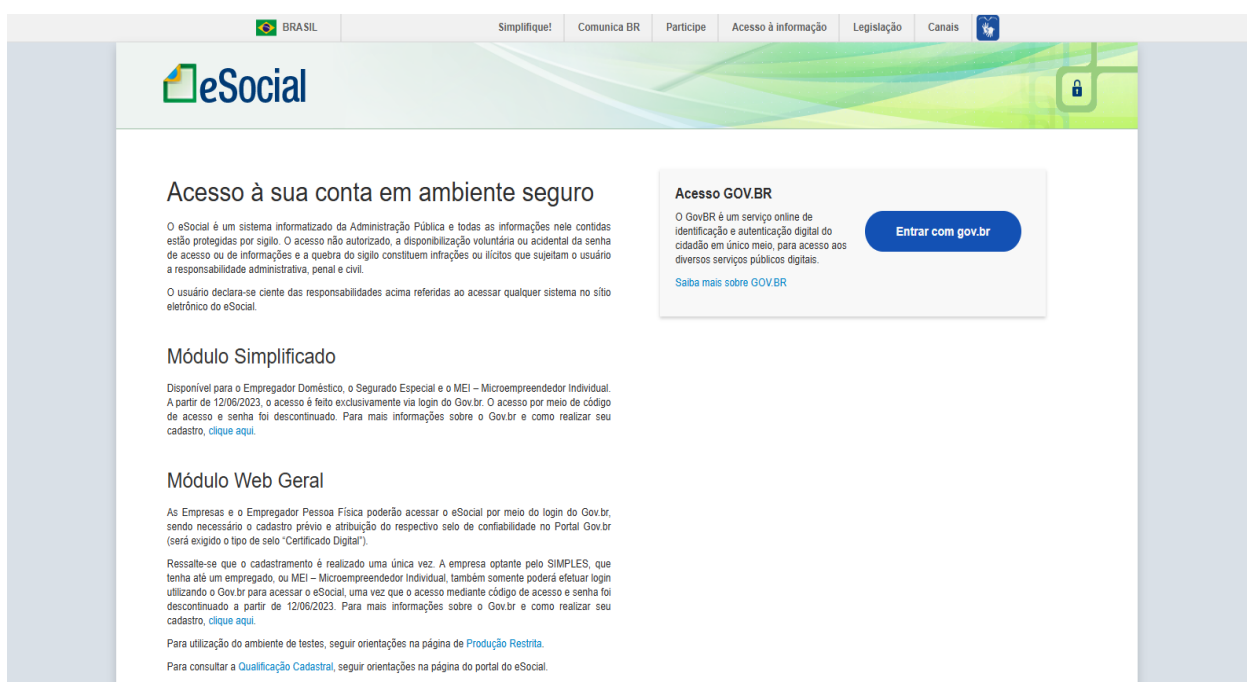 BRASIL
Simplifique!
Comunica BR
Participe
Acesso à informação
Legislação
Canais
eSocial
Acesso à sua conta em ambiente seguro
O eSocial é um sistema informatizado da Administração Pública e todas as informações nele contidas
estão protegidas por sigilo. O acesso não autorizado, a disponibilização voluntária ou acidental da senha
de acesso ou de informações e a quebra do sigilo constituem infrações ou ilícitos que sujeitam o usuário
a responsabilidade administrativa, penal e civil.
O usuário declara-se ciente das responsabilidades acima referidas ao acessar qualquer sistema no sítio
eletrônico do eSocial.
Módulo Simplificado
Disponível para o Empregador Doméstico, o Segurado Especial e o MEI – Microempreendedor Individual.
A partir de 12/06/2023, o acesso é feito exclusivamente via login do Gov.br. O acesso por meio de código
de acesso e senha foi descontinuado. Para mais informações sobre o Gov.br e como realizar seu
cadastro, clique aqui.
Módulo Web Geral
As Empresas e o Empregador Pessoa Física poderão acessar o eSocial por meio do login do Gov.br,
sendo necessário o cadastro prévio e atribuição do respectivo selo de confiabilidade no Portal Gov.br
(será exigido o tipo de selo “Certificado Digital”).
Ressalte-se que o cadastramento é realizado uma única vez. A empresa optante pelo SIMPLES, que
tenha até um empregado, ou MEI – Microempreendedor Individual, também somente poderá efetuar login
utilizando o Gov.br para acessar o eSocial, uma vez que o acesso mediante código de acesso e senha foi
descontinuado a partir de 12/06/2023. Para mais informações sobre o Gov.br e como realizar seu
cadastro, clique aqui.
Para utilização do ambiente de testes, seguir orientações na página de Produção Restrita.
Para consultar a Qualificação Cadastral, seguir orientações na página do portal do eSocial.
Acesso GOV.BR
O GovBR é um serviço online de
identificação e autenticação digital do
cidadão em único meio, para acesso aos
diversos serviços públicos digitais.
Saiba mais sobre GOV.BR
Entrar com gov.br